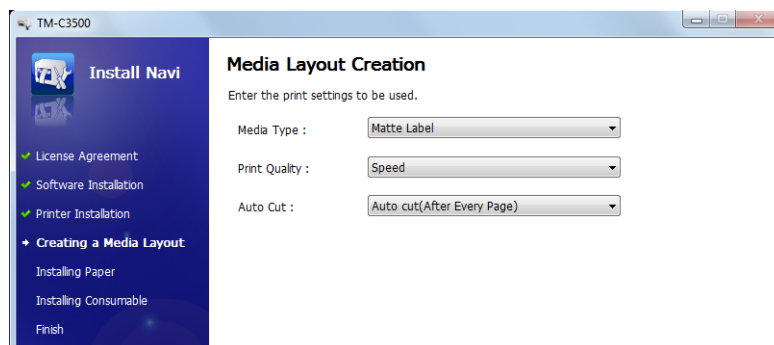 TM-C3500
Install Navi
License Agreement
Software Installation
Printer Installation
Creating a Media Layout
Installing Paper
Installing Consumable
Finish
Media Layout Creation
Enter the print settings to be used.
Media Type : Matte Label
Print Quality : Speed
Auto Cut : Auto cut(After Every Page)